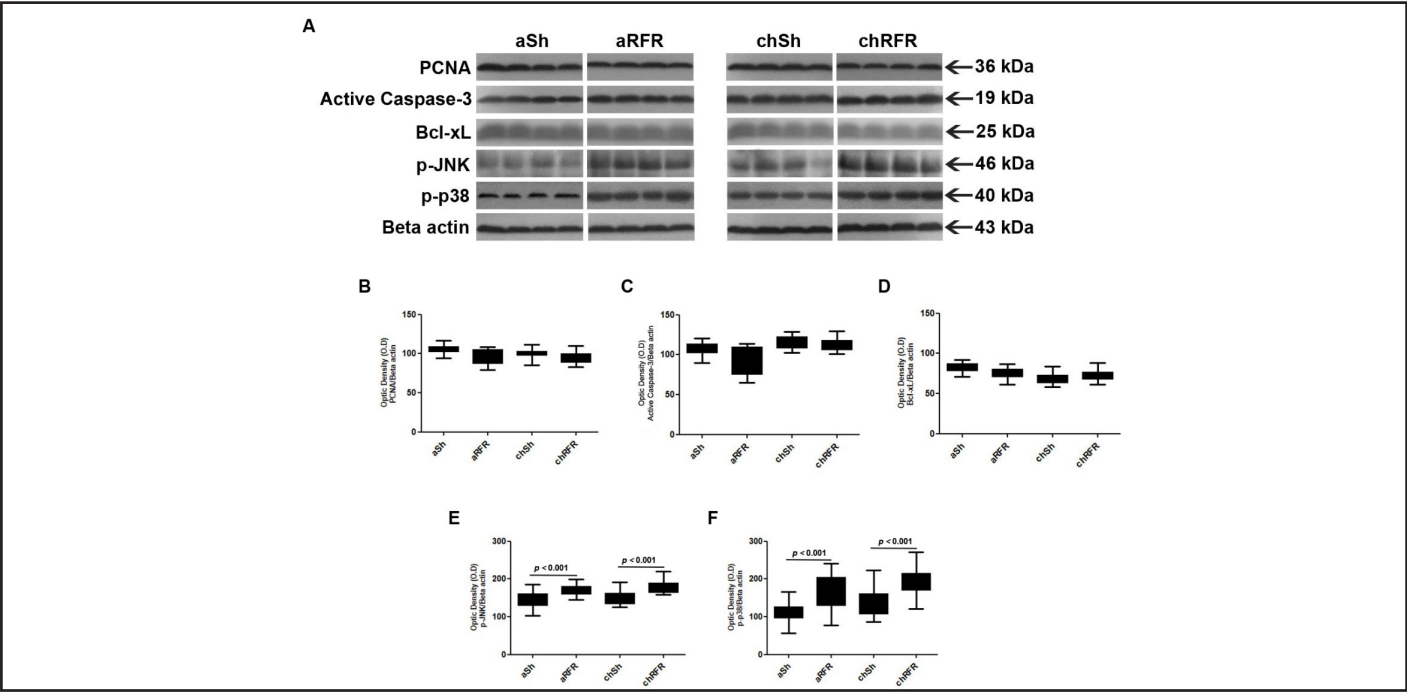 A
aSh aRFR chSh chRFR
PCNA ←36 kDa
Active Caspase-3 ←19 kDa
Bcl-xL ←25 kDa
p-JNK ←46 kDa
p-p38 ←40 kDa
Beta actin ←43 kDa
B
Optic Density (O.D)
PCNA/Beta actin
150
100
50
0
aSh aRFR chSh chRFR
C
Optic Density (O.D)
Active Caspase-3/Beta actin
150
100
50
0
aSh aRFR chSh chRFR
D
Optic Density (O.D)
Bcl-xL/Beta actin
150
100
50
0
aSh aRFR chSh chRFR
E
Optic Density (O.D)
p-JNK/Beta actin
300
200
100
0
p < 0.001 p < 0.001
aSh aRFR chSh chRFR
F
Optic Density (O.D)
p-p38/Beta actin
300
200
100
0
p < 0.001 p < 0.001
aSh aRFR chSh chRFR